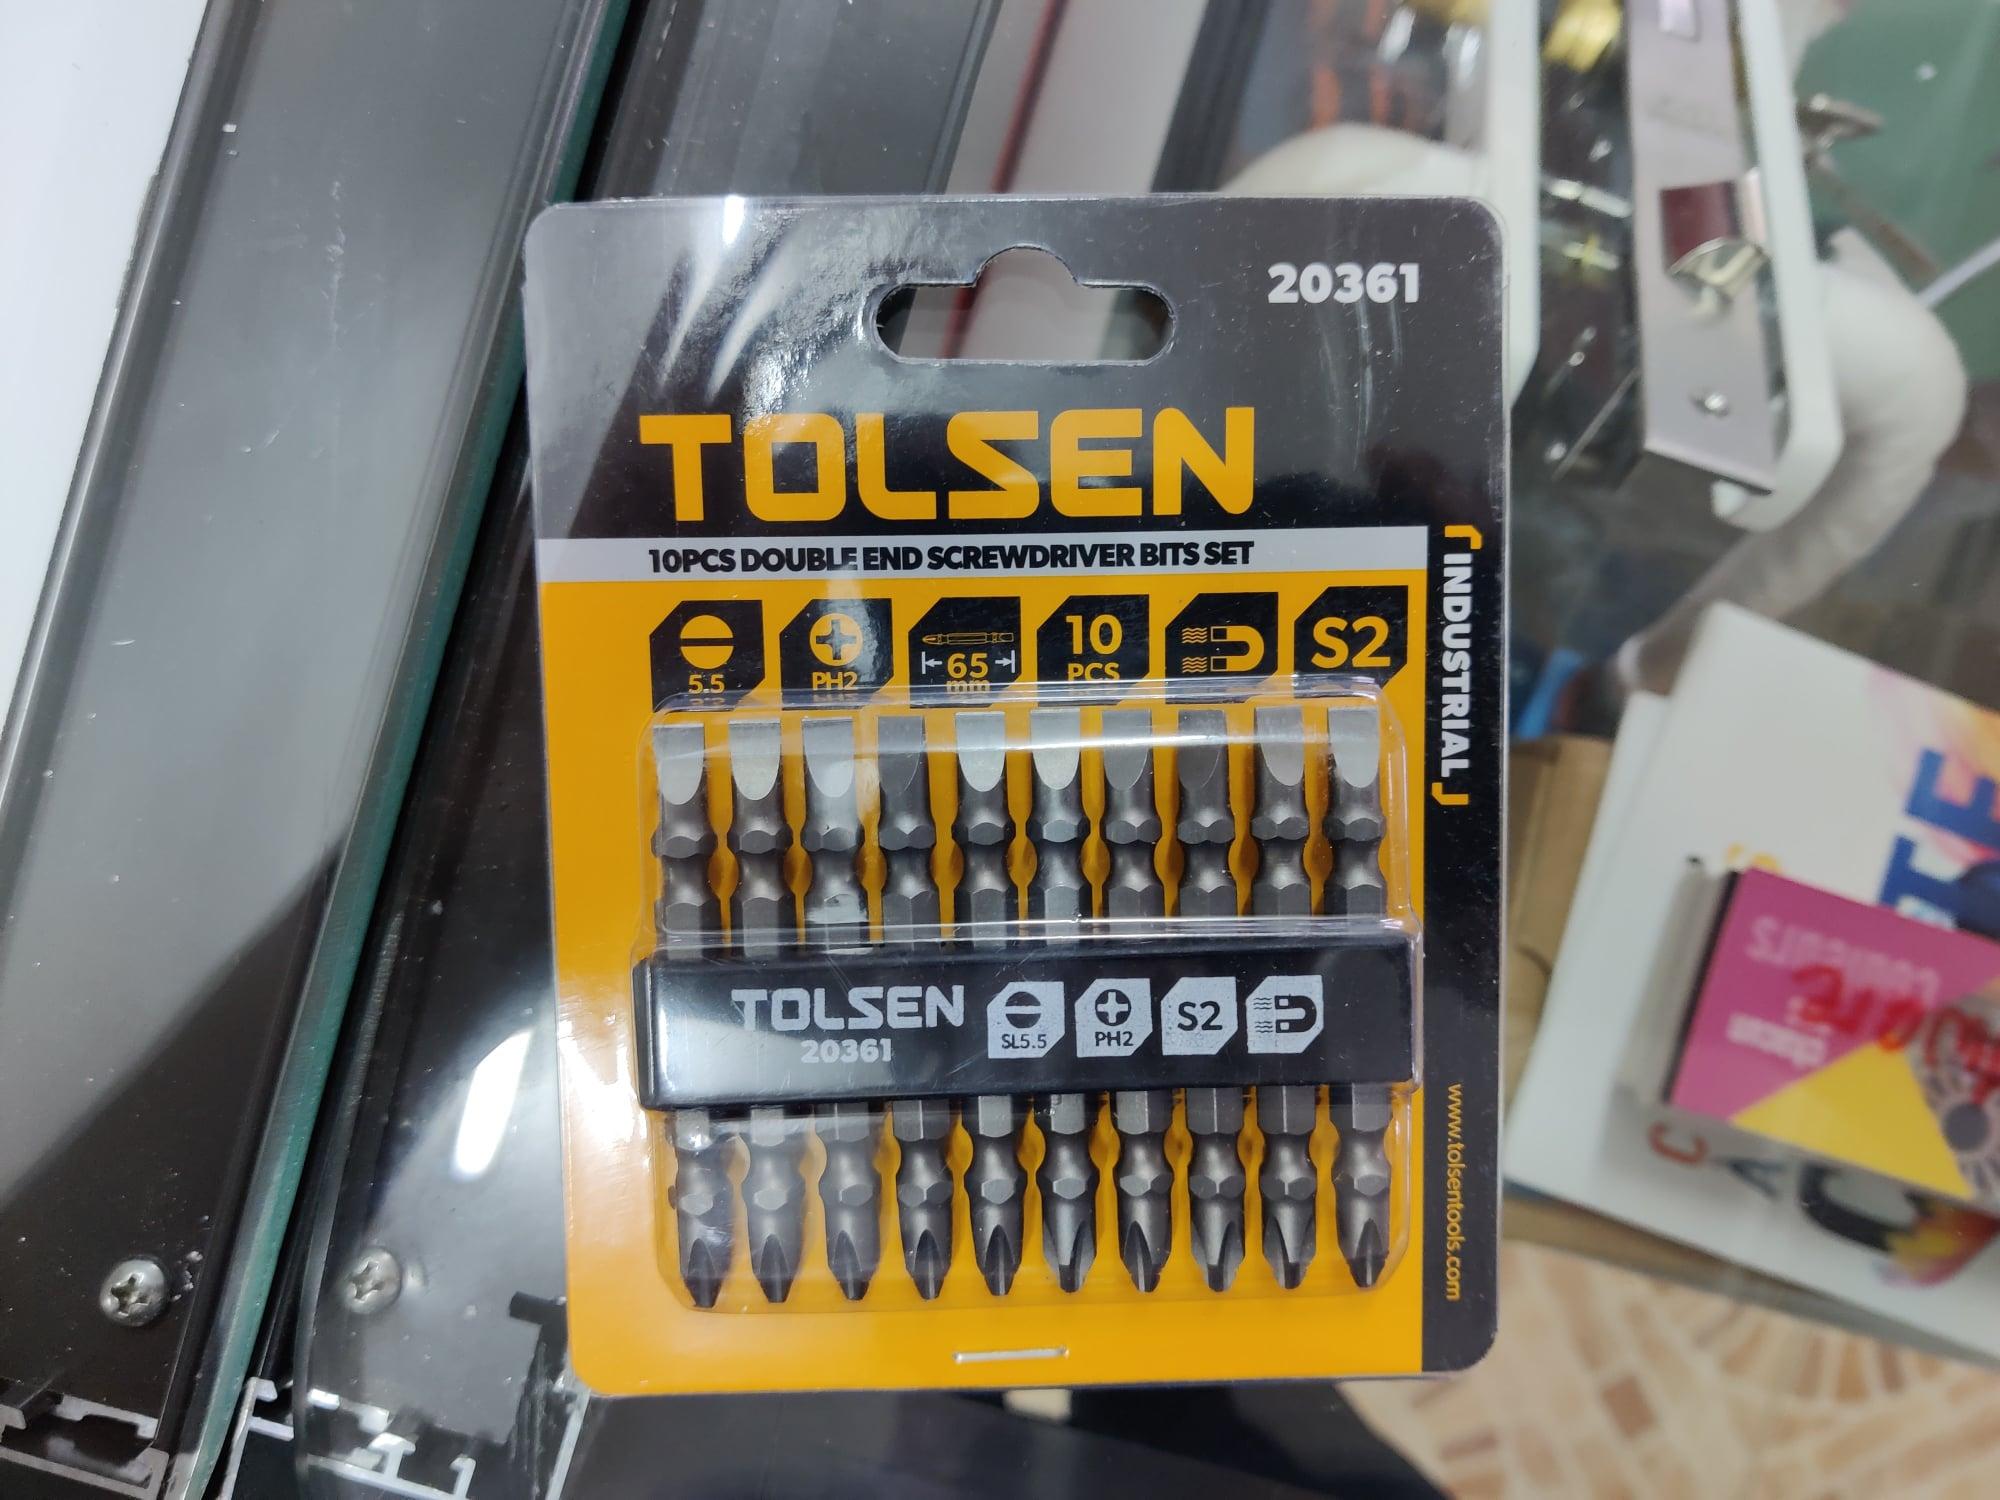 20361
TOLSEN
10PCS DOUBLE END SCREWDRIVER BITS SET
5.5
PH2
65
mm
10
PCS
S2
INDUSTRIAL
TOLSEN
20361
SL5.5
PH2
S2
www.tolsentools.com